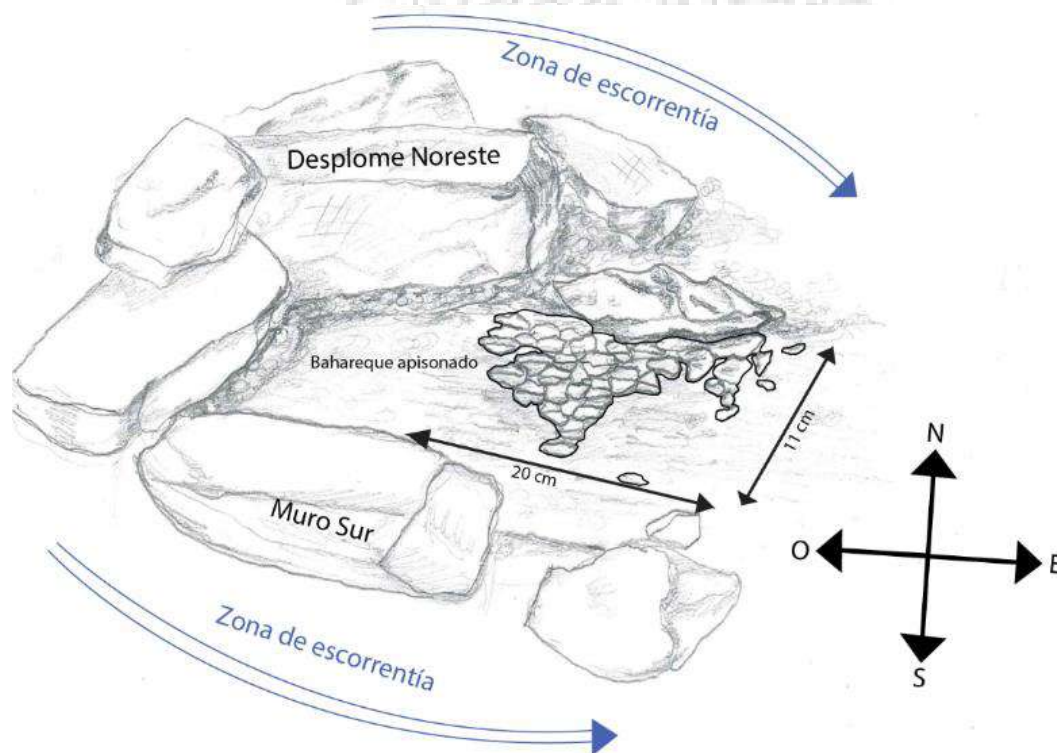 Zona de escorrentía
Desplome Noreste
Bahareque apisonado
11 cm
20 cm
Muro Sur
Zona de escorrentía
N
O
E
S